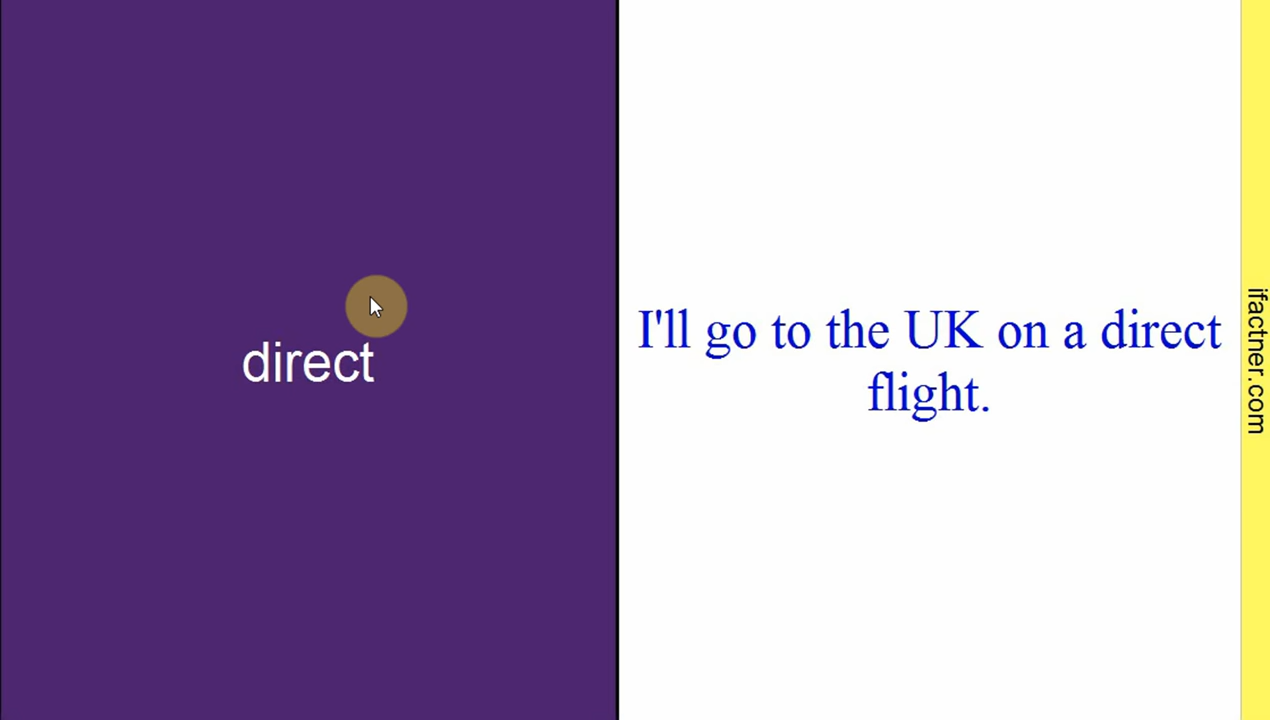 direct
I'll go to the UK on a direct
flight.
ifactner.com